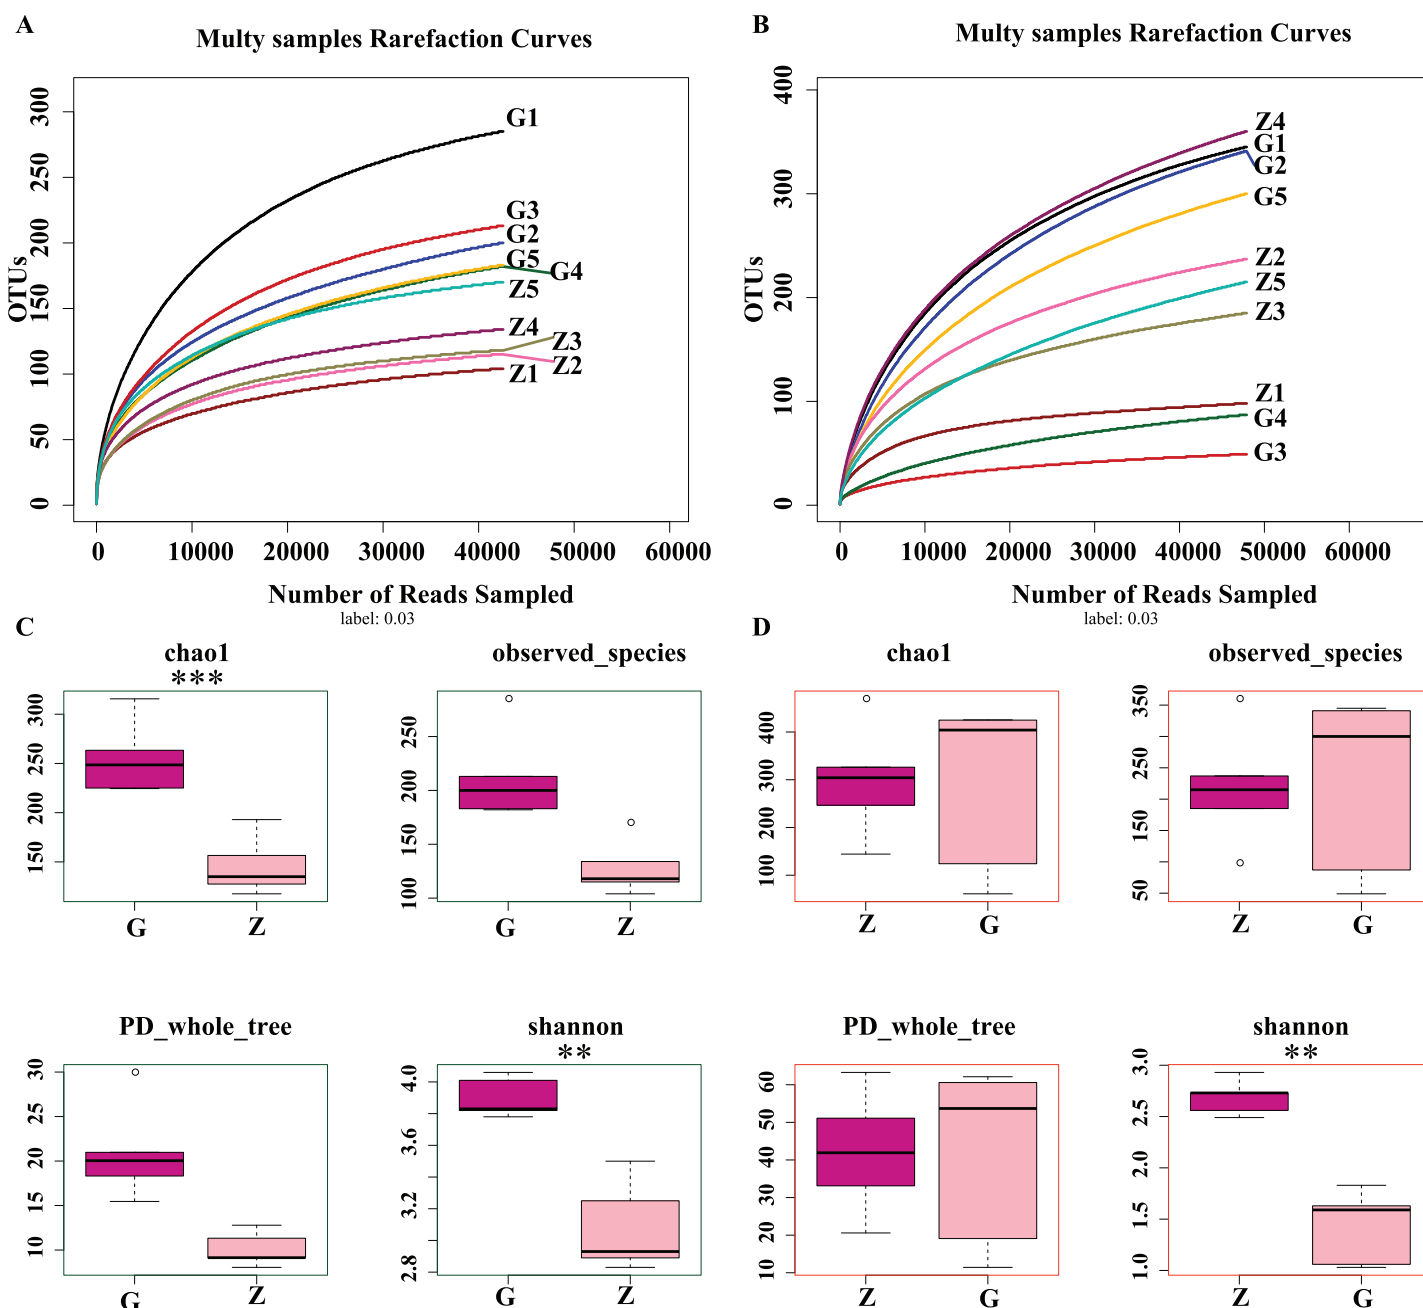 A
Multy samples Rarefaction Curves
OTUs
300
250
200
150
100
50
0
G1
G3
G2
G5
G4
Z5
Z4
Z3
Z2
Z1
0 10000 20000 30000 40000 50000 60000
Number of Reads Sampled
label: 0.03
B
Multy samples Rarefaction Curves
OTUs
400
300
200
100
0
Z4
G1
G2
G5
Z2
Z5
Z3
Z1
G4
G3
0 10000 20000 30000 40000 50000 60000
Number of Reads Sampled
label: 0.03
C
chao1
***
300
250
200
150
G Z
observed_species
250
200
150
100
G Z
PD_whole_tree
30
25
20
15
10
G Z
shannon
**
4.0
3.6
3.2
2.8
G Z
D
chao1
400
300
200
100
Z G
observed_species
350
250
150
50
Z G
PD_whole_tree
60
50
40
30
20
10
Z G
shannon
**
3.0
2.5
2.0
1.5
1.0
Z G